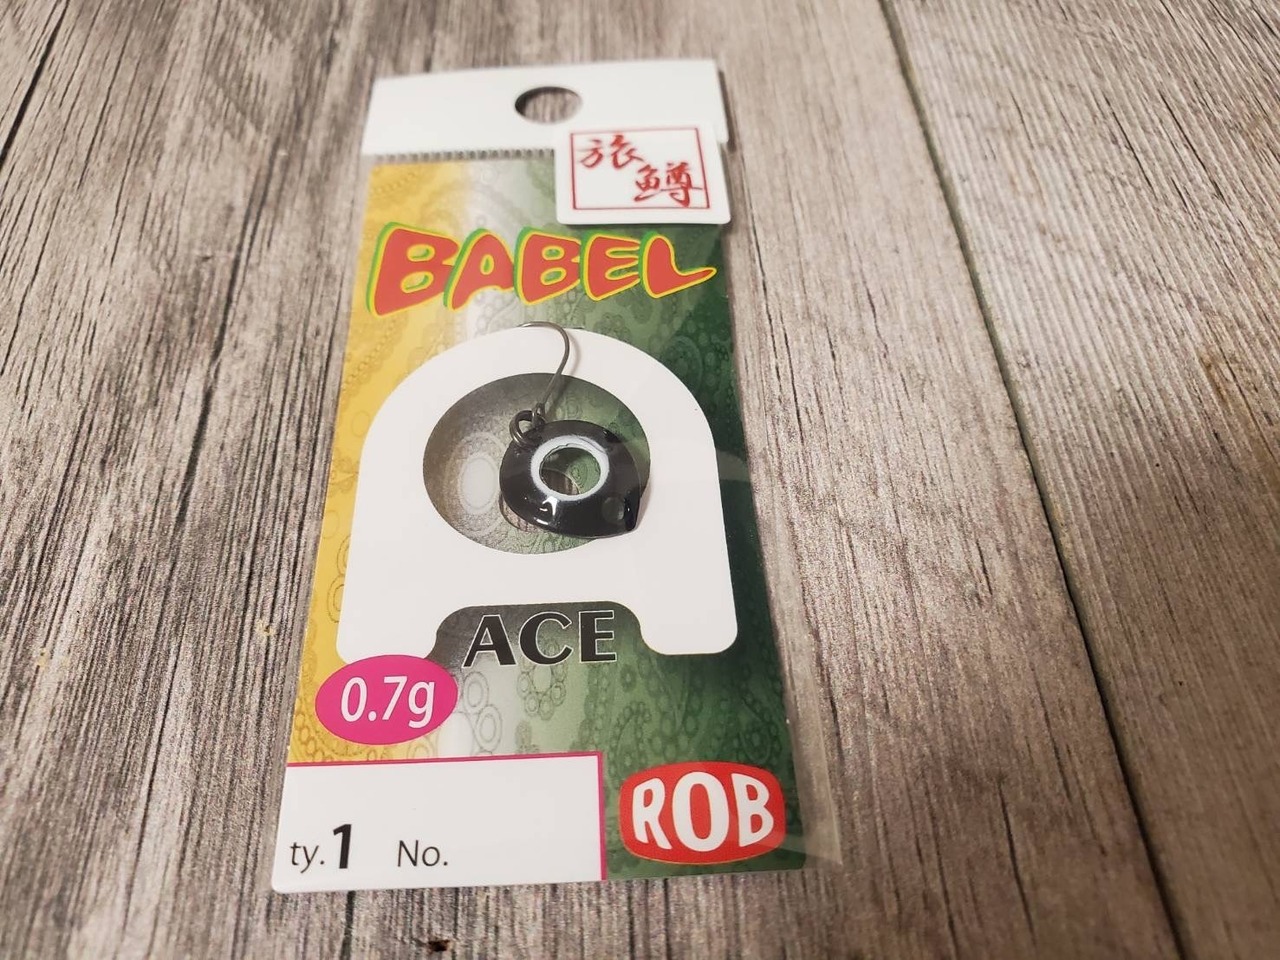 旅
鱒
BABEL
ACE
0.7g
ty.1 No.
ROB